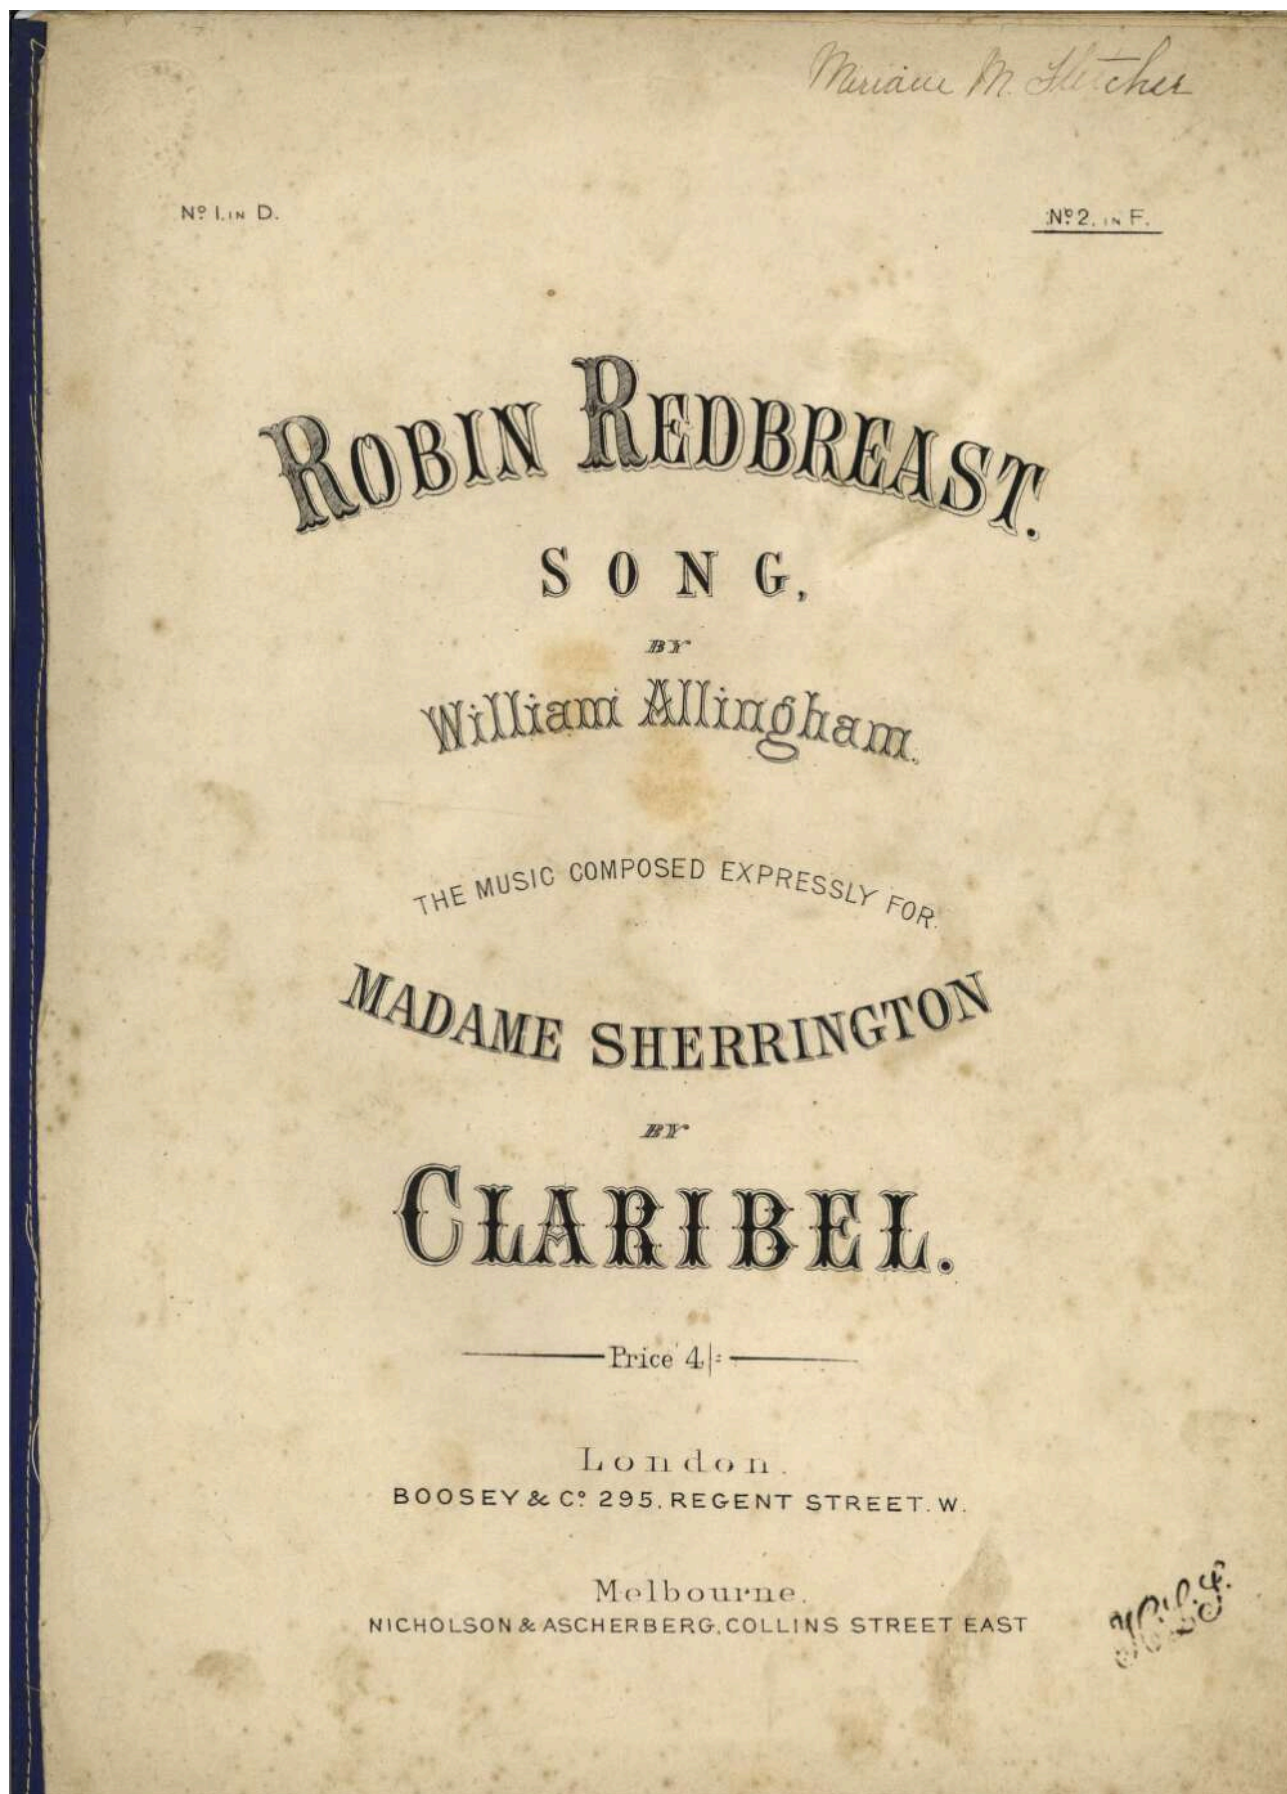 M. Fletcher
Nº 1. IN D.
Nº 2. IN F.
ROBIN REDBREAST.
SONG,
BY
William Allingham.
THE MUSIC COMPOSED EXPRESSLY FOR
MADAME SHERRINGTON
BY
CLARIBEL.
Price 4/=
London.
BOOSEY & Cº 295, REGENT STREET. W.
Melbourne.
NICHOLSON & ASCHERBERG, COLLINS STREET EAST